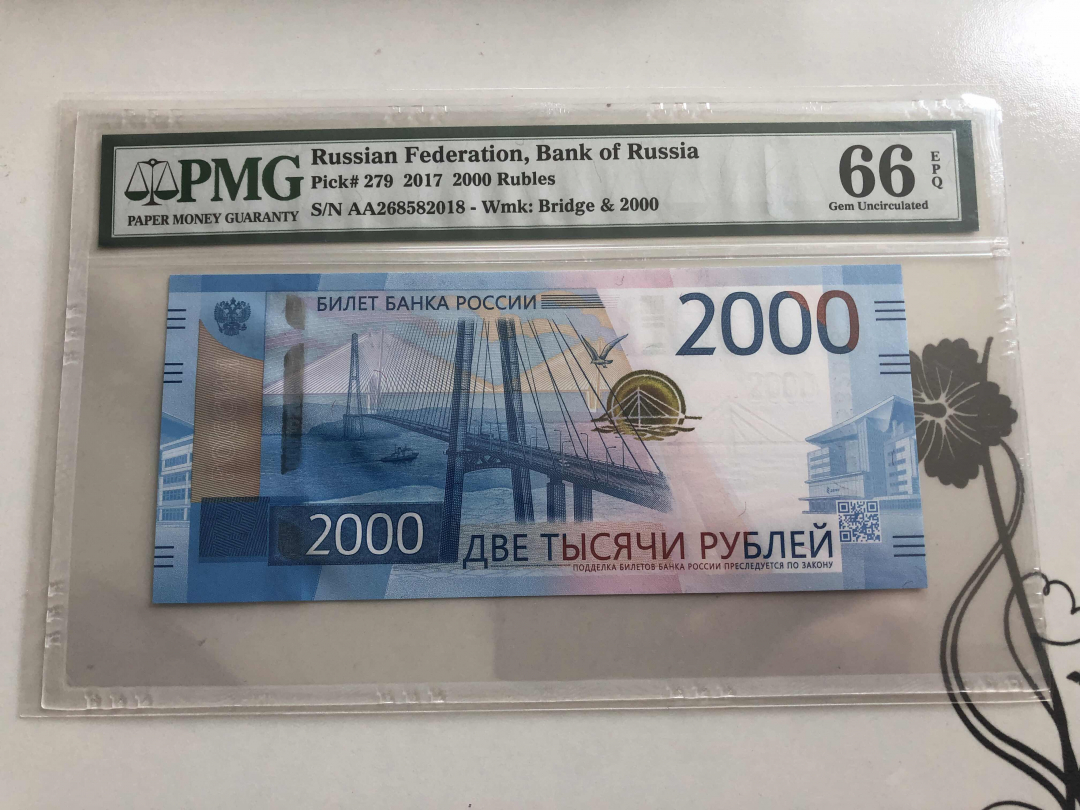 PMG
PAPER MONEY GUARANTY
Russian Federation, Bank of Russia
Pick# 279 2017 2000 Rubles
S/N AA268582018 - Wmk: Bridge & 2000
66
EPQ
Gem Uncirculated
БИЛЕТ БАНКА РОССИИ
2000
2000
2000
ДВЕ ТЫСЯЧИ РУБЛЕЙ
ПОДДЕЛКА БИЛЕТОВ БАНКА РОССИИ ПРЕСЛЕДУЕТСЯ ПО ЗАКОНУ